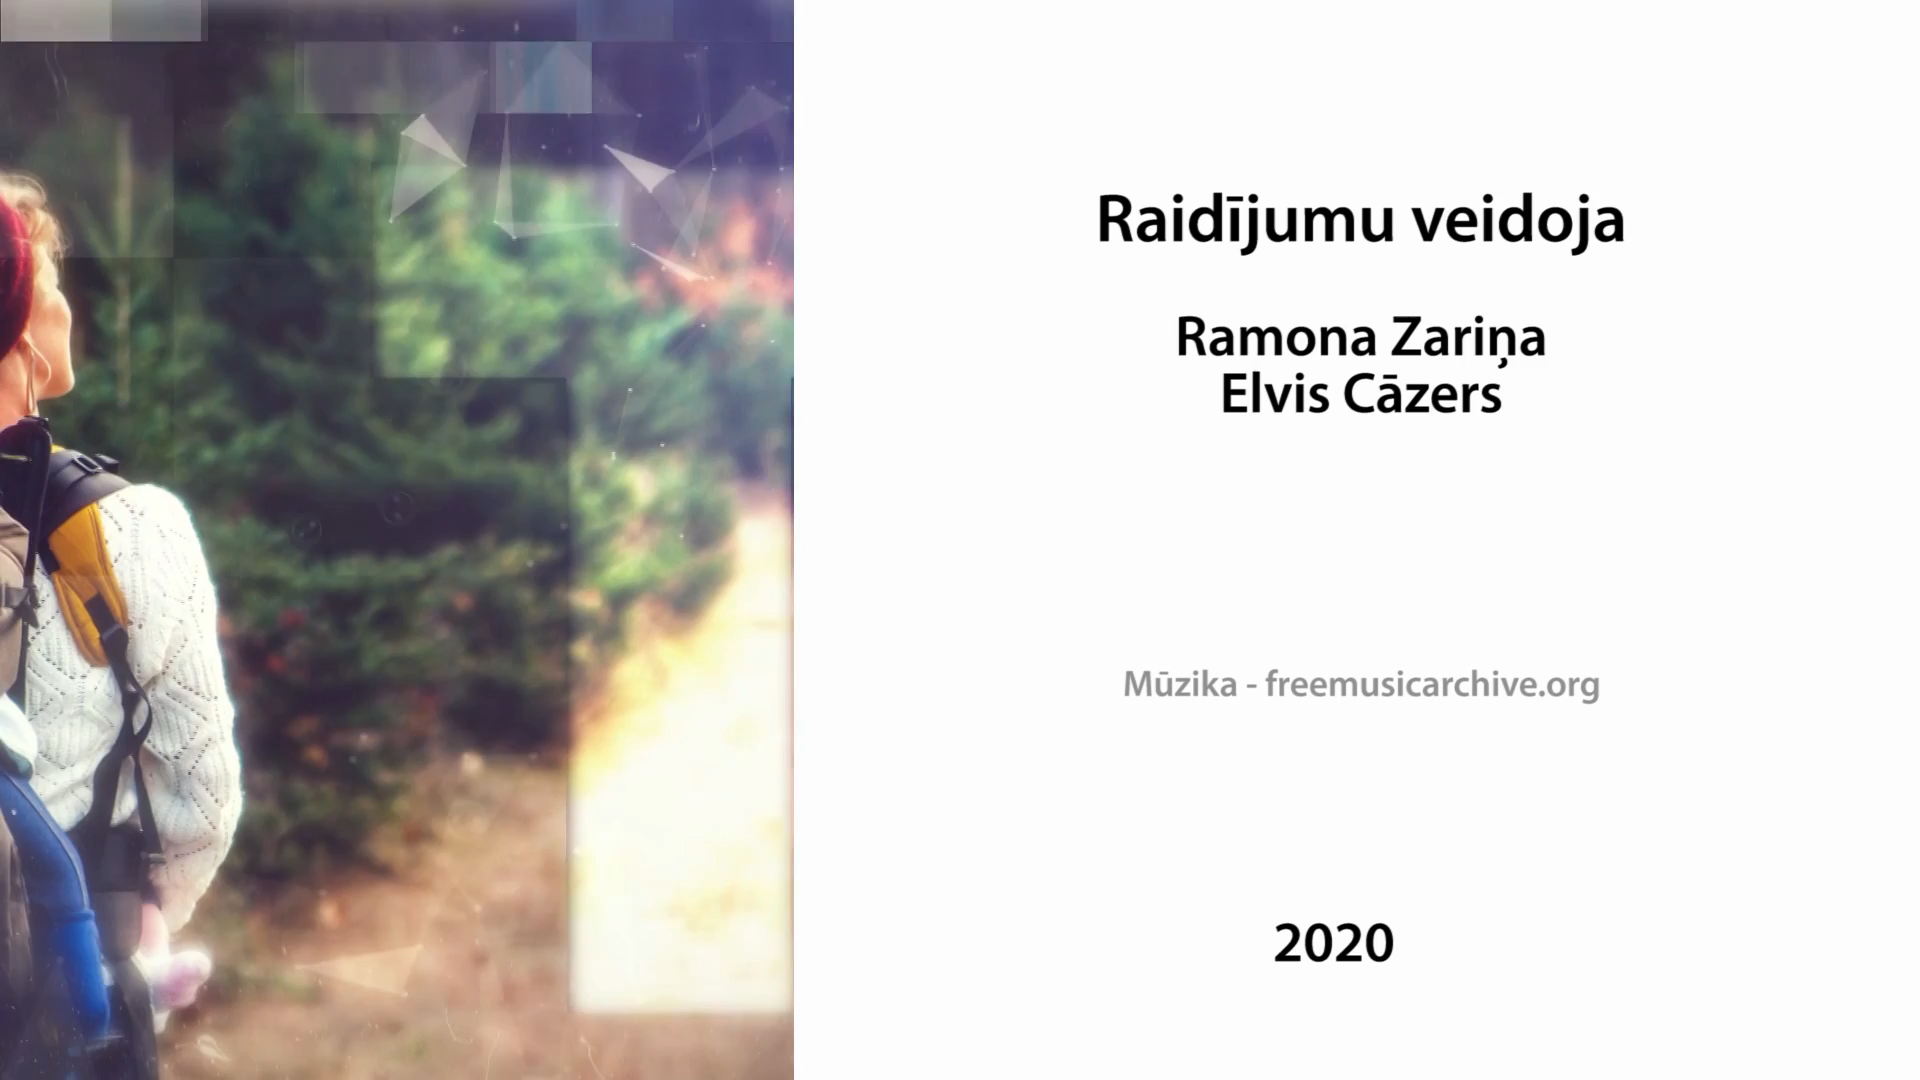 Raidījumu veidoja
Ramona Zariņa
Elvis Cāzers
Mūzika - freemusicarchive.org
2020